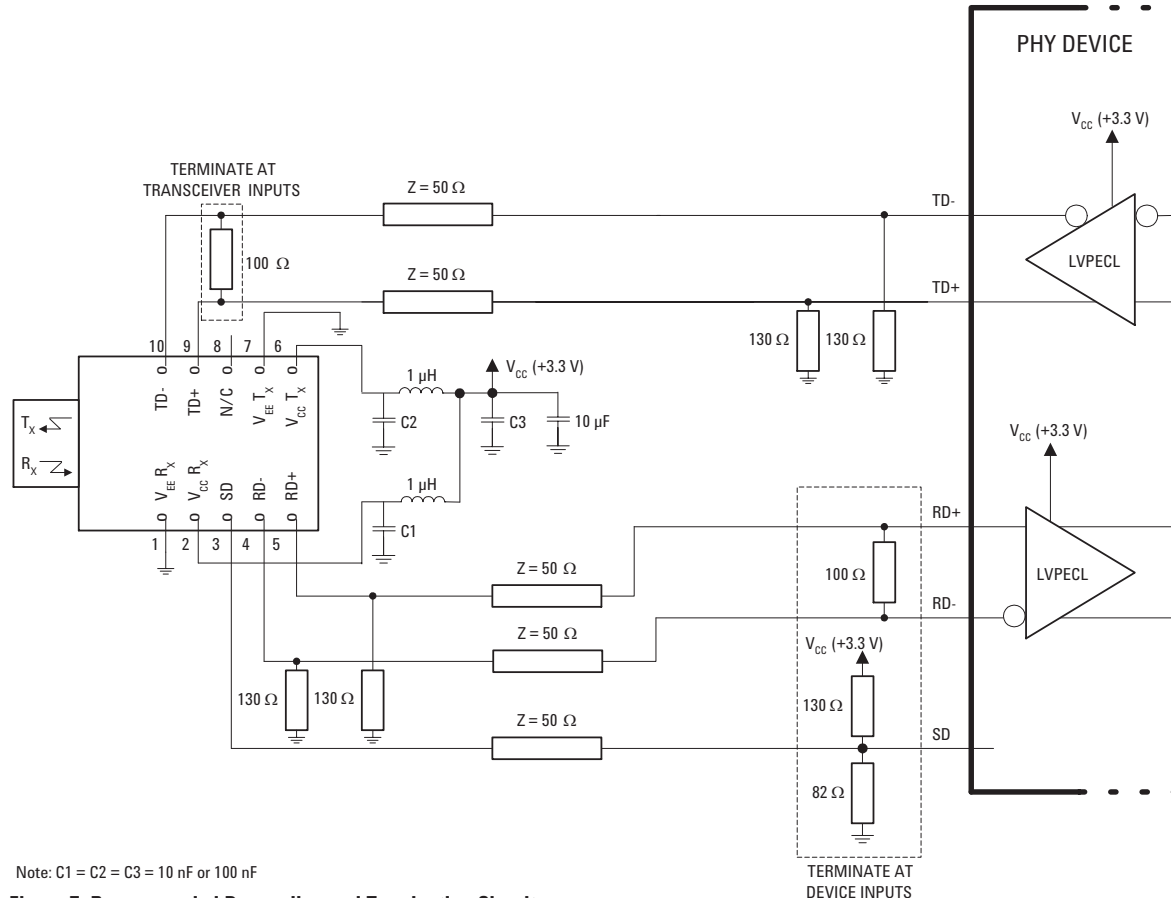 PHY DEVICE
V_CC (+3.3 V)
TERMINATE AT
TRANSCEIVER INPUTS
Z = 50 Ω
TD-
100 Ω
LVPECL
Z = 50 Ω
TD+
130 Ω
130 Ω
10
9
8
7
6
TD-
TD+
N/C
V_EE T_X
V_CC T_X
1 µH
V_CC (+3.3 V)
C2
C3
10 µF
T_X
R_X
V_EE R_X
V_CC R_X
SD
RD-
RD+
1 µH
C1
1
2
3
4
5
V_CC (+3.3 V)
RD+
Z = 50 Ω
100 Ω
LVPECL
RD-
Z = 50 Ω
V_CC (+3.3 V)
130 Ω
130 Ω
130 Ω
Z = 50 Ω
SD
82 Ω
TERMINATE AT
DEVICE INPUTS
Note: C1 = C2 = C3 = 10 nF or 100 nF